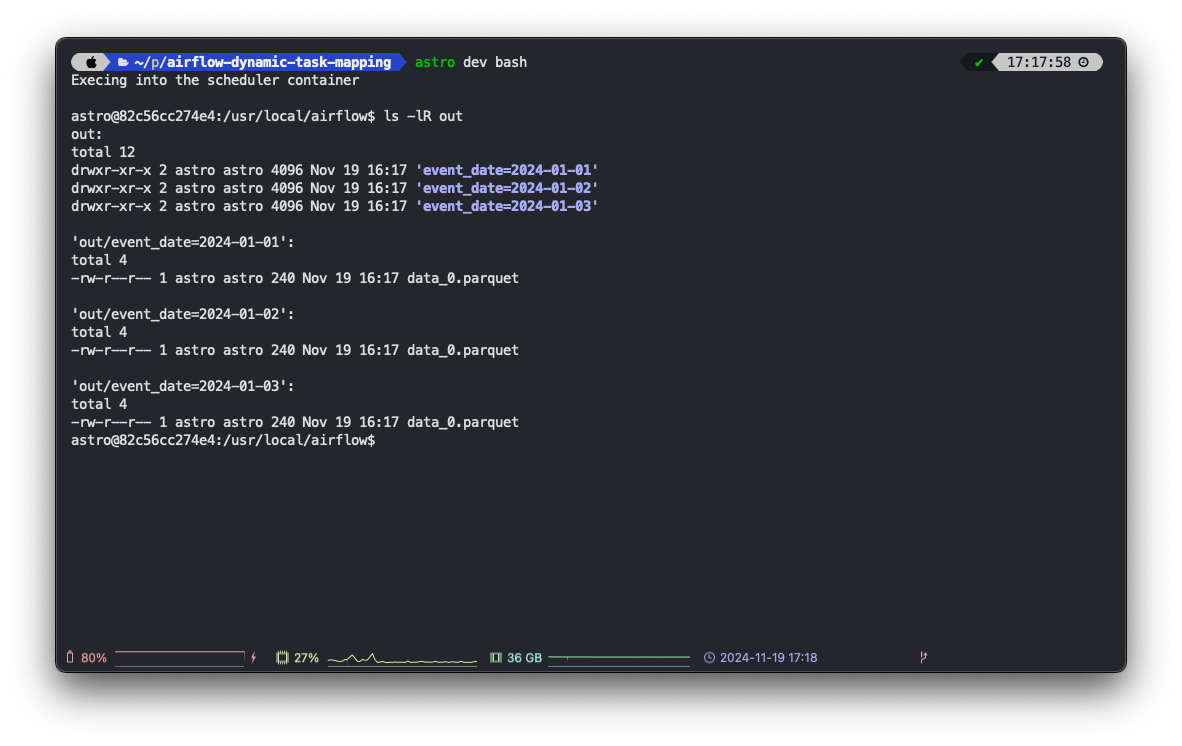 ~/p/airflow-dynamic-task-mapping astro dev bash ✔ 17:17:58
Execing into the scheduler container
astro@82c56cc274e4:/usr/local/airflow$ ls -lR out
out:
total 12
drwxr-xr-x 2 astro astro 4096 Nov 19 16:17 'event_date=2024-01-01'
drwxr-xr-x 2 astro astro 4096 Nov 19 16:17 'event_date=2024-01-02'
drwxr-xr-x 2 astro astro 4096 Nov 19 16:17 'event_date=2024-01-03'
'out/event_date=2024-01-01':
total 4
-rw-r--r-- 1 astro astro 240 Nov 19 16:17 data_0.parquet
'out/event_date=2024-01-02':
total 4
-rw-r--r-- 1 astro astro 240 Nov 19 16:17 data_0.parquet
'out/event_date=2024-01-03':
total 4
-rw-r--r-- 1 astro astro 240 Nov 19 16:17 data_0.parquet
astro@82c56cc274e4:/usr/local/airflow$
80% 27% 36 GB 2024-11-19 17:18